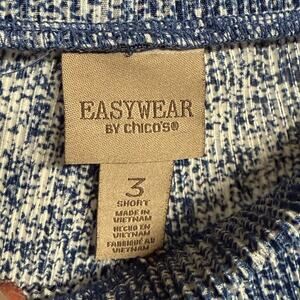 EASYWEAR
BY CHICO'S®
3
SHORT
MADE IN
VIETNAM
HECHO EN
VIETNAM
FABRIQUÉ AU
VIETNAM